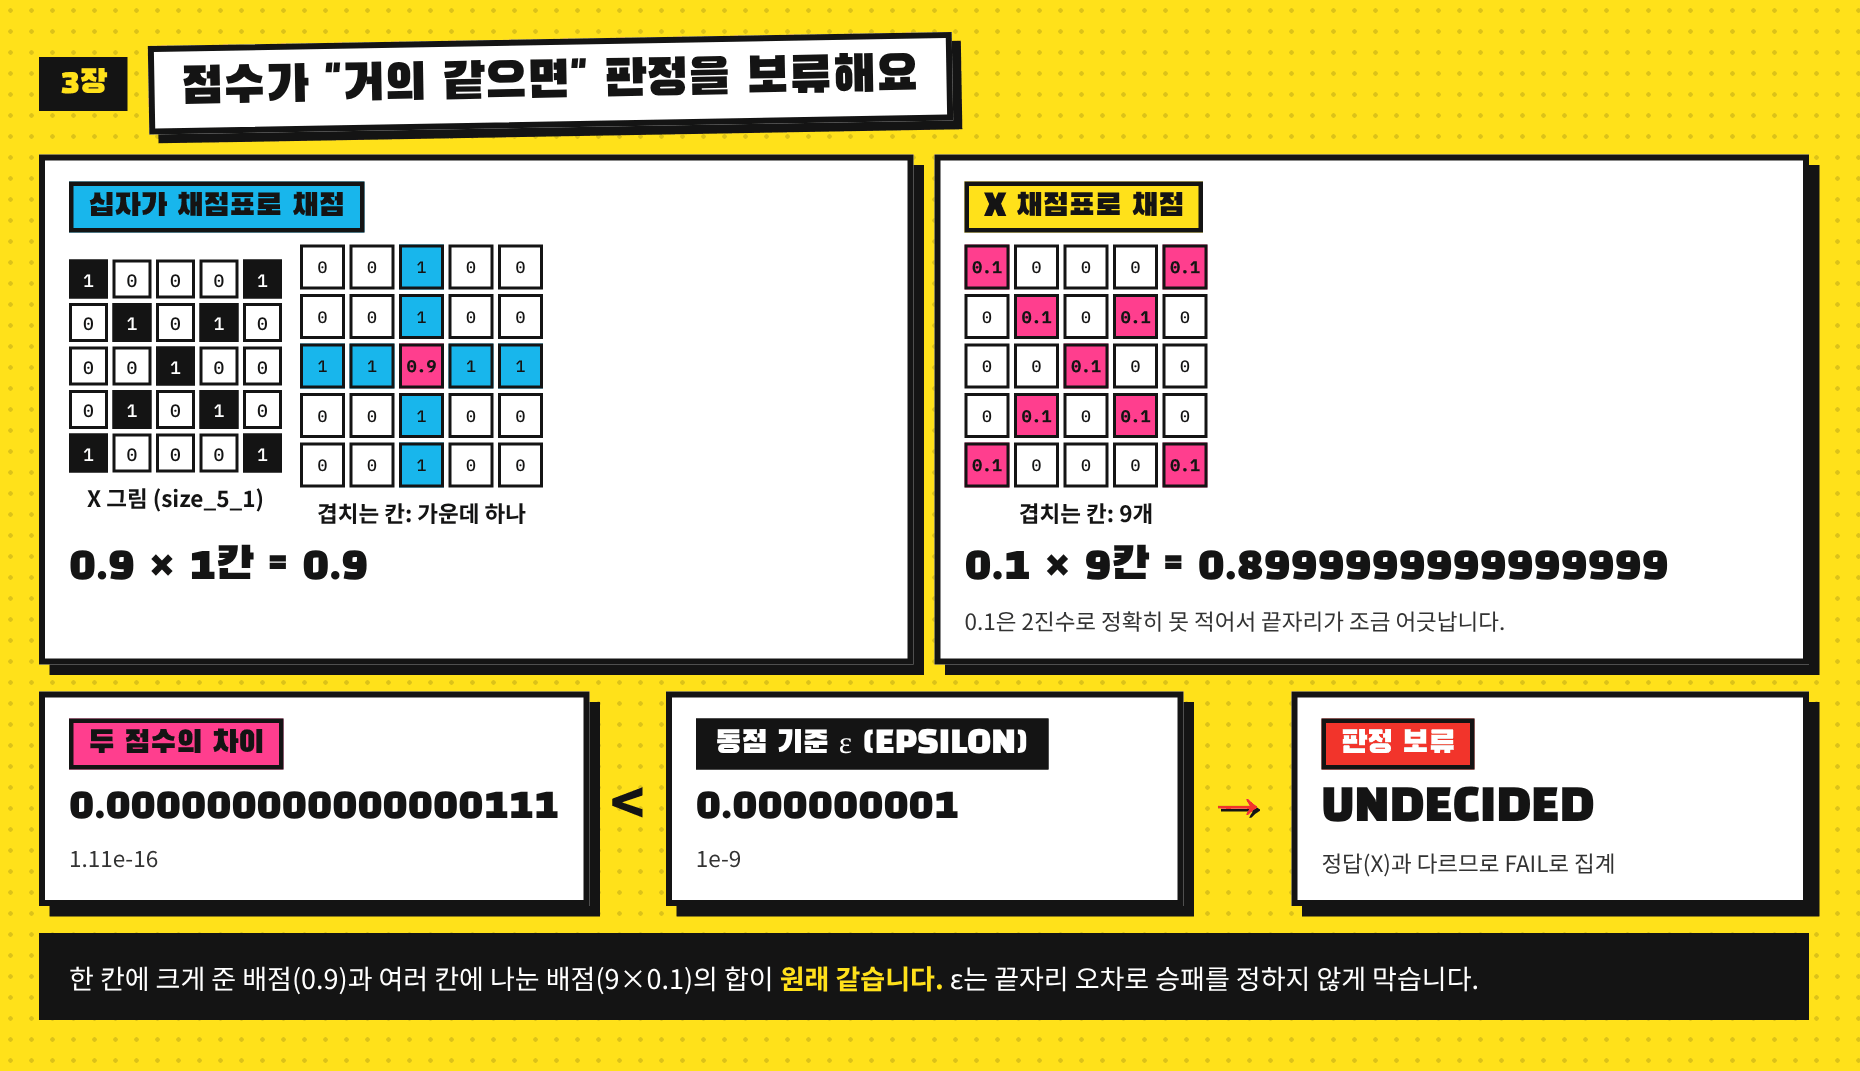 3장
점수가 "거의 같으면" 판정을 보류해요
십자가 채점표로 채점
1 0 0 0 1
0 1 0 1 0
0 0 1 0 0
0 1 0 1 0
1 0 0 0 1
X 그림 (size_5_1)
0 0 1 0 0
0 0 1 0 0
1 1 0.9 1 1
0 0 1 0 0
0 0 1 0 0
겹치는 칸: 가운데 하나
0.9 × 1칸 = 0.9
X 채점표로 채점
0.1 0 0 0 0.1
0 0.1 0 0.1 0
0 0 0.1 0 0
0 0.1 0 0.1 0
0.1 0 0 0 0.1
겹치는 칸: 9개
0.1 × 9칸 = 0.8999999999999999
0.1은 2진수로 정확히 못 적어서 끝자리가 조금 어긋납니다.
두 점수의 차이
0.000000000000000111
1.11e-16
<
동점 기준 ε (EPSILON)
0.000000001
1e-9
→
판정 보류
UNDECIDED
정답(X)과 다르므로 FAIL로 집계
한 칸에 크게 준 배점(0.9)과 여러 칸에 나눈 배점(9×0.1)의 합이 원래 같습니다. ε는 끝자리 오차로 승패를 정하지 않게 막습니다.